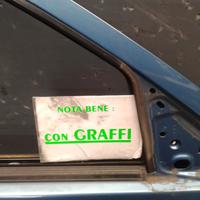 NOTA BENE :
CON GRAFFI